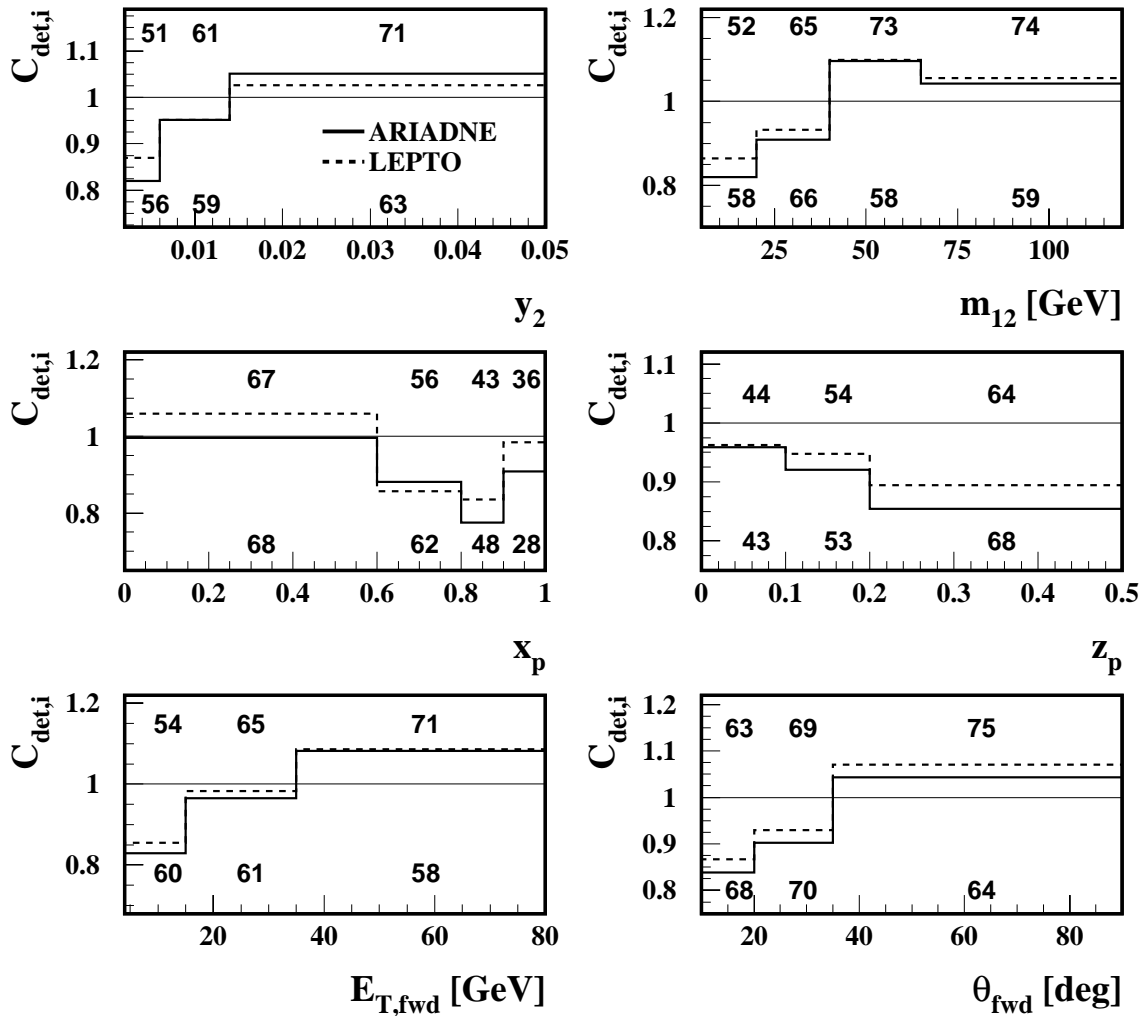 C_det,i
1.1
1
0.9
0.8
51 61 71
ARIADNE
LEPTO
56 59 63
0.01 0.02 0.03 0.04 0.05
y_2
C_det,i
1.2
1
0.8
52 65 73 74
58 66 58 59
25 50 75 100
m_12 [GeV]
C_det,i
1.2
1
0.8
67 56 43 36
68 62 48 28
0 0.2 0.4 0.6 0.8 1
x_p
C_det,i
1.1
1
0.9
0.8
44 54 64
43 53 68
0 0.1 0.2 0.3 0.4 0.5
z_p
C_det,i
1.2
1
0.8
54 65 71
60 61 58
20 40 60 80
E_T,fwd [GeV]
C_det,i
1.2
1.1
1
0.9
0.8
63 69 75
68 70 64
20 40 60 80
θ_fwd [deg]